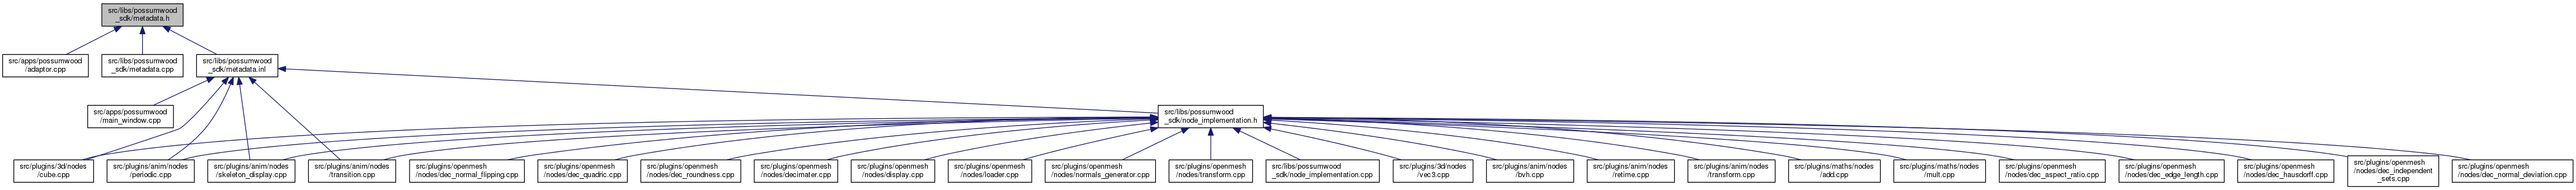 src/libs/possumwood
_sdk/metadata.h
src/apps/possumwood
/adaptor.cpp
src/libs/possumwood
_sdk/metadata.cpp
src/libs/possumwood
_sdk/metadata.inl
src/apps/possumwood
/main_window.cpp
src/libs/possumwood
_sdk/node_implementation.h
src/plugins/3d/nodes
/cube.cpp
src/plugins/anim/nodes
/periodic.cpp
src/plugins/anim/nodes
/skeleton_display.cpp
src/plugins/anim/nodes
/transition.cpp
src/plugins/openmesh
/nodes/dec_normal_flipping.cpp
src/plugins/openmesh
/nodes/dec_quadric.cpp
src/plugins/openmesh
/nodes/dec_roundness.cpp
src/plugins/openmesh
/nodes/decimater.cpp
src/plugins/openmesh
/nodes/display.cpp
src/plugins/openmesh
/nodes/loader.cpp
src/plugins/openmesh
/nodes/normals_generator.cpp
src/plugins/openmesh
/nodes/transform.cpp
src/libs/possumwood
_sdk/node_implementation.cpp
src/plugins/3d/nodes
/vec3.cpp
src/plugins/anim/nodes
/bvh.cpp
src/plugins/anim/nodes
/retime.cpp
src/plugins/anim/nodes
/transform.cpp
src/plugins/maths/nodes
/add.cpp
src/plugins/maths/nodes
/mult.cpp
src/plugins/openmesh
/nodes/dec_aspect_ratio.cpp
src/plugins/openmesh
/nodes/dec_edge_length.cpp
src/plugins/openmesh
/nodes/dec_hausdorff.cpp
src/plugins/openmesh
/nodes/dec_independent
_sets.cpp
src/plugins/openmesh
/nodes/dec_normal_deviation.cpp